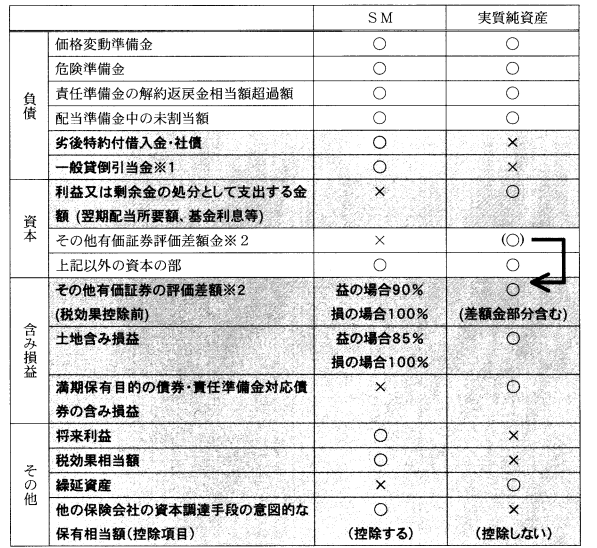 ＳＭ 実質純資産
負債
価格変動準備金 ○ ○
危険準備金 ○ ○
責任準備金の解約返戻金相当額超過額 ○ ○
配当準備金中の未割当額 ○ ○
劣後特約付借入金・社債 ○ ×
一般貸倒引当金※1 ○ ×
資本
利益又は剰余金の処分として支出する金 × ○
額 (翌期配当所要額、基金利息等)
その他有価証券評価差額金※２ × (○)
上記以外の資本の部 ○ ○
含み損益
その他有価証券の評価差額※2 益の場合90% ○
(税効果控除前) 損の場合100% (差額金部分含む)
土地含み損益 益の場合85% ○
損の場合100%
満期保有目的の債券・責任準備金対応債 × ○
券の含み損益
その他
将来利益 ○ ×
税効果相当額 ○ ×
繰延資産 × ○
他の保険会社の資本調達手段の意図的な ○ ×
保有相当額(控除項目) (控除する) (控除しない)